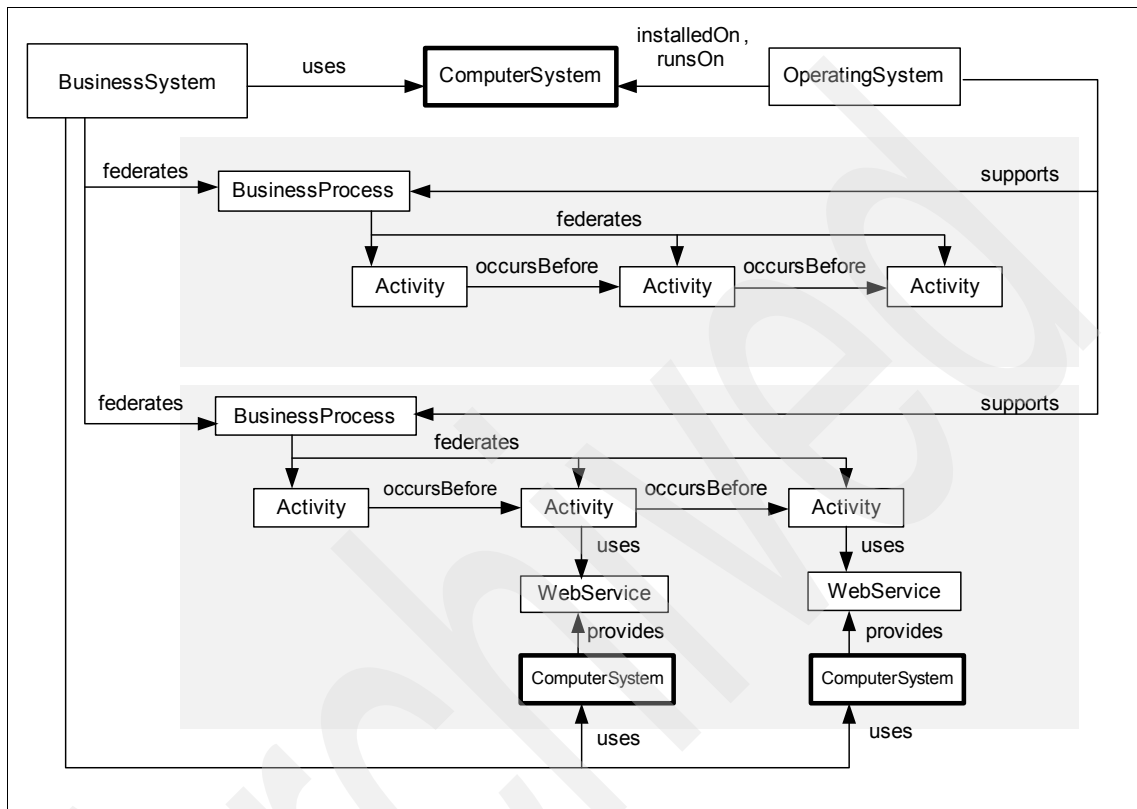 installedOn ,
runsOn
BusinessSystem
uses
ComputerSystem
OperatingSystem
federates
BusinessProcess
supports
federates
Activity
occursBefore
Activity
occursBefore
Activity
federates
BusinessProcess
supports
federates
Activity
occursBefore
Activity
occursBefore
Activity
uses
uses
WebService
WebService
provides
provides
ComputerSystem
ComputerSystem
uses
uses